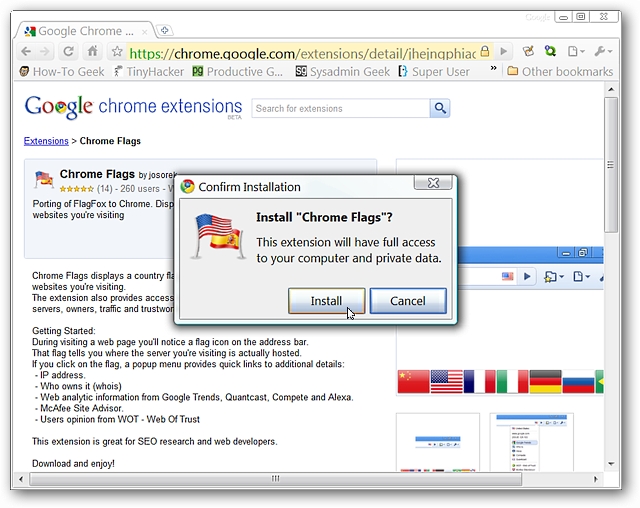 Google
Google Chrome ...
https://chrome.google.com/extensions/detail/
How-To Geek TinyHacker Productive G... Sysadmin Geek Super User » Other bookmarks
Google chrome extensions
BETA
Search for extensions
Extensions > Chrome Flags
Chrome Flags by josorek
(14) - 260 users -
Porting of FlagFox to Chrome. Disp
websites you're visiting
Confirm Installation
Install "Chrome Flags"?
This extension will have full access
to your computer and private data.
Install Cancel
Chrome Flags displays a country fla
websites you're visiting.
The extension also provides access
servers, owners, traffic and trustwor
Getting Started:
During visiting a web page you'll notice a flag icon on the address bar.
That flag tells you where the server you're visiting is actually hosted.
If you click on the flag, a popup menu provides quick links to additional details:
- IP address.
- Who owns it (whois)
- Web analytic information from Google Trends, Quantcast, Compete and Alexa.
- McAfee Site Advisor.
- Users opinion from WOT - Web Of Trust
This extension is great for SEO research and web developers.
Download and enjoy!